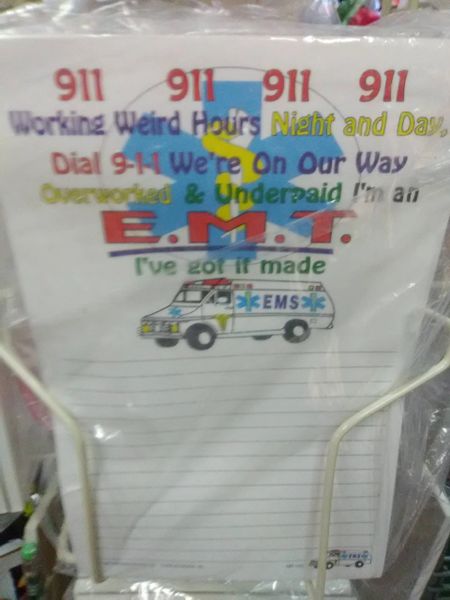 911 911 911 911
Working Weird Hours Night and Day,
Dial 9-1-1 We're On Our Way
Overworked & Underpaid I'm an
E.M.T.
I've got it made
EMS
EMS